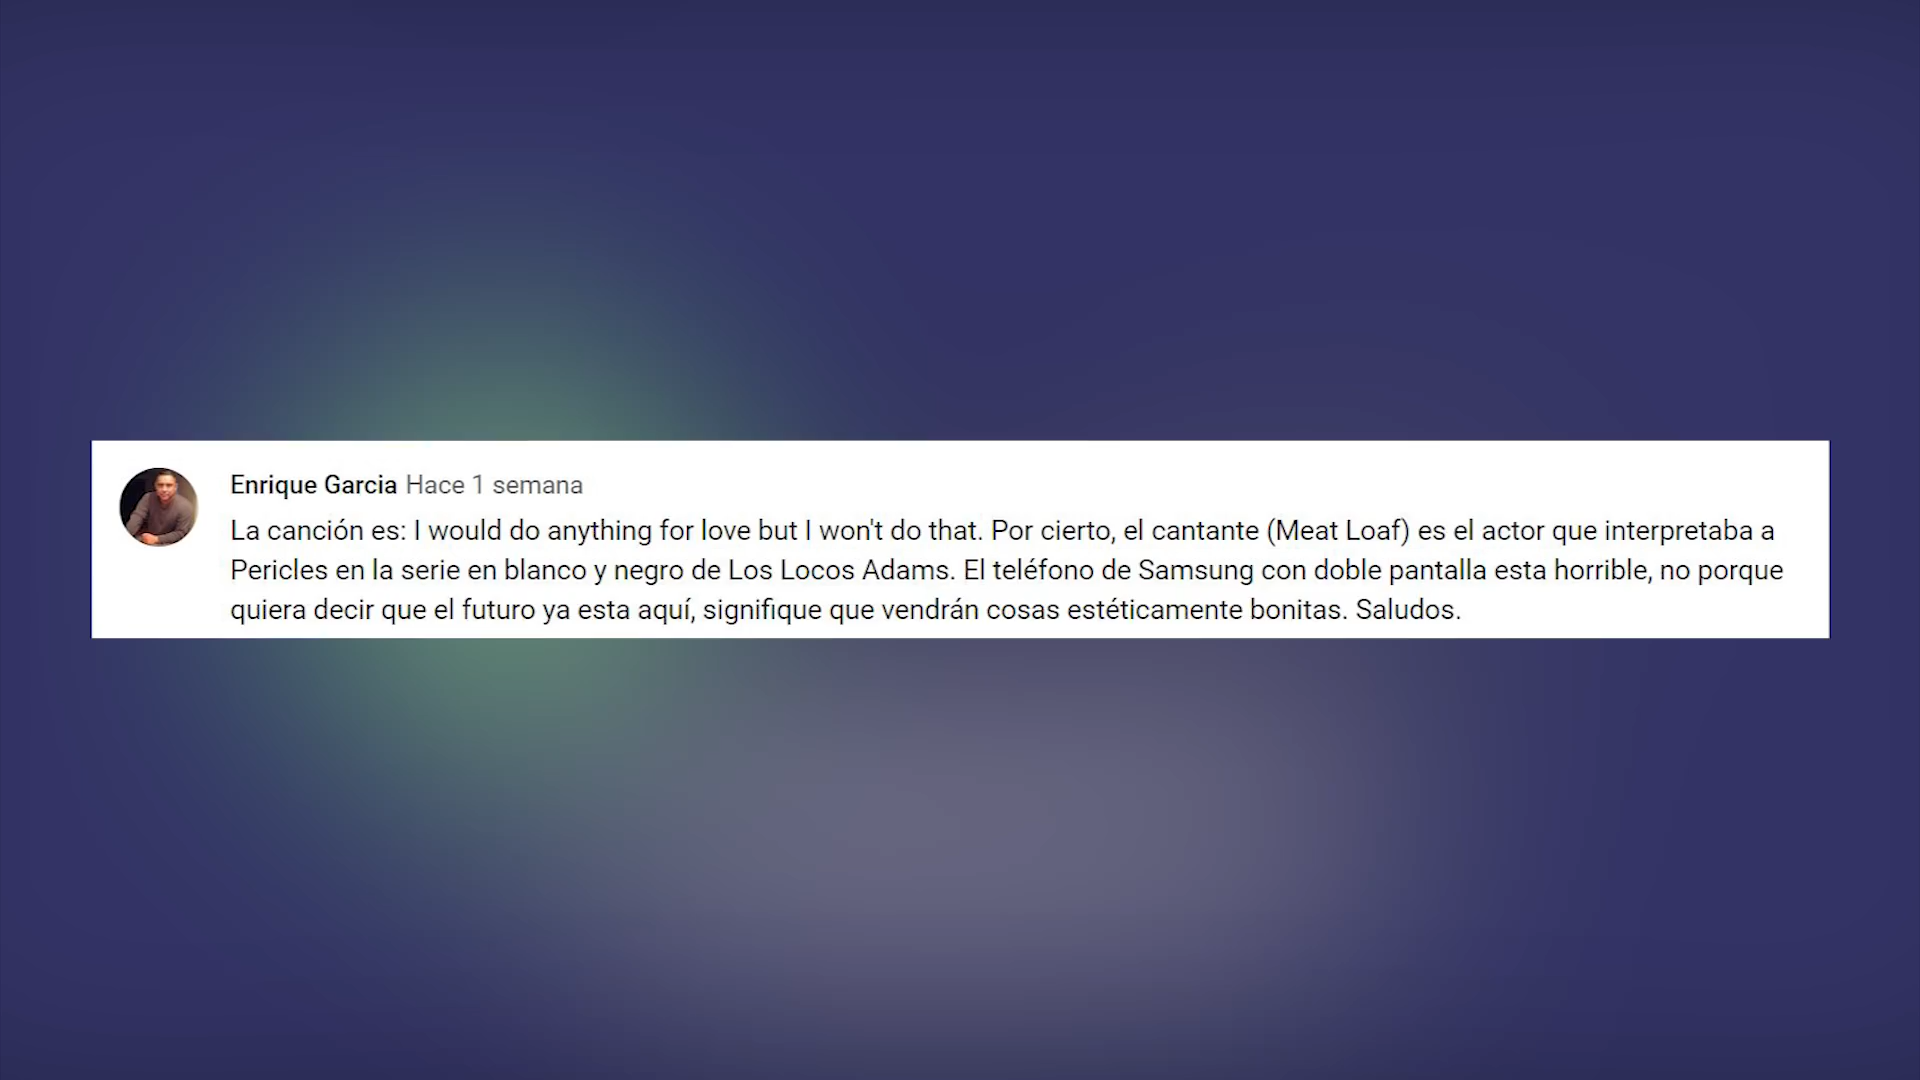 Enrique Garcia Hace 1 semana
La canción es: I would do anything for love but I won't do that. Por cierto, el cantante (Meat Loaf) es el actor que interpretaba a
Pericles en la serie en blanco y negro de Los Locos Adams. El teléfono de Samsung con doble pantalla esta horrible, no porque
quiera decir que el futuro ya esta aquí, signifique que vendrán cosas estéticamente bonitas. Saludos.